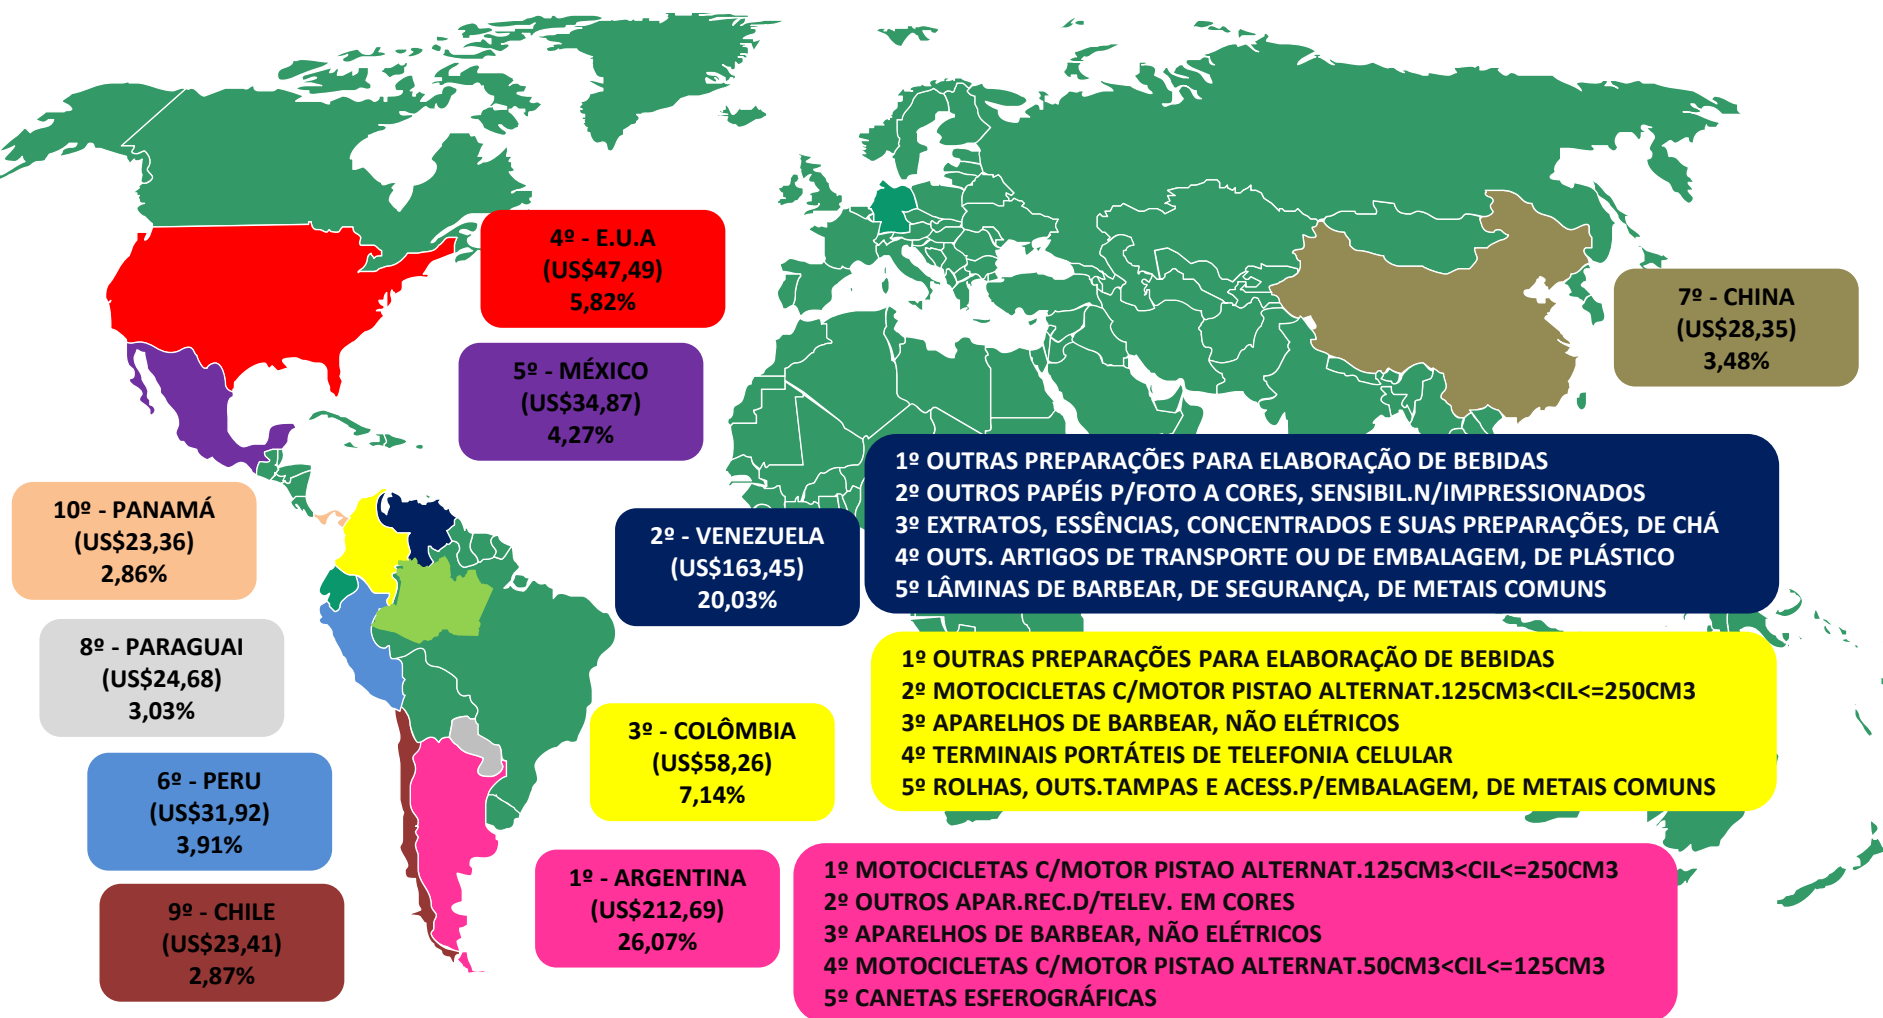 4º - E.U.A
(US$47,49)
5,82%
7º - CHINA
(US$28,35)
3,48%
5º - MÉXICO
(US$34,87)
4,27%
10º - PANAMÁ
(US$23,36)
2,86%
2º - VENEZUELA
(US$163,45)
20,03%
1º OUTRAS PREPARAÇÕES PARA ELABORAÇÃO DE BEBIDAS
2º OUTROS PAPÉIS P/FOTO A CORES, SENSIBIL.N/IMPRESSIONADOS
3º EXTRATOS, ESSÊNCIAS, CONCENTRADOS E SUAS PREPARAÇÕES, DE CHÁ
4º OUTS. ARTIGOS DE TRANSPORTE OU DE EMBALAGEM, DE PLÁSTICO
5º LÂMINAS DE BARBEAR, DE SEGURANÇA, DE METAIS COMUNS
8º - PARAGUAI
(US$24,68)
3,03%
3º - COLÔMBIA
(US$58,26)
7,14%
1º OUTRAS PREPARAÇÕES PARA ELABORAÇÃO DE BEBIDAS
2º MOTOCICLETAS C/MOTOR PISTAO ALTERNAT.125CM3<CIL<=250CM3
3º APARELHOS DE BARBEAR, NÃO ELÉTRICOS
4º TERMINAIS PORTÁTEIS DE TELEFONIA CELULAR
5º ROLHAS, OUTS.TAMPAS E ACESS.P/EMBALAGEM, DE METAIS COMUNS
6º - PERU
(US$31,92)
3,91%
1º - ARGENTINA
(US$212,69)
26,07%
1º MOTOCICLETAS C/MOTOR PISTAO ALTERNAT.125CM3<CIL<=250CM3
2º OUTROS APAR.REC.D/TELEV. EM CORES
3º APARELHOS DE BARBEAR, NÃO ELÉTRICOS
4º MOTOCICLETAS C/MOTOR PISTAO ALTERNAT.50CM3<CIL<=125CM3
5º CANETAS ESFEROGRÁFICAS
9º - CHILE
(US$23,41)
2,87%